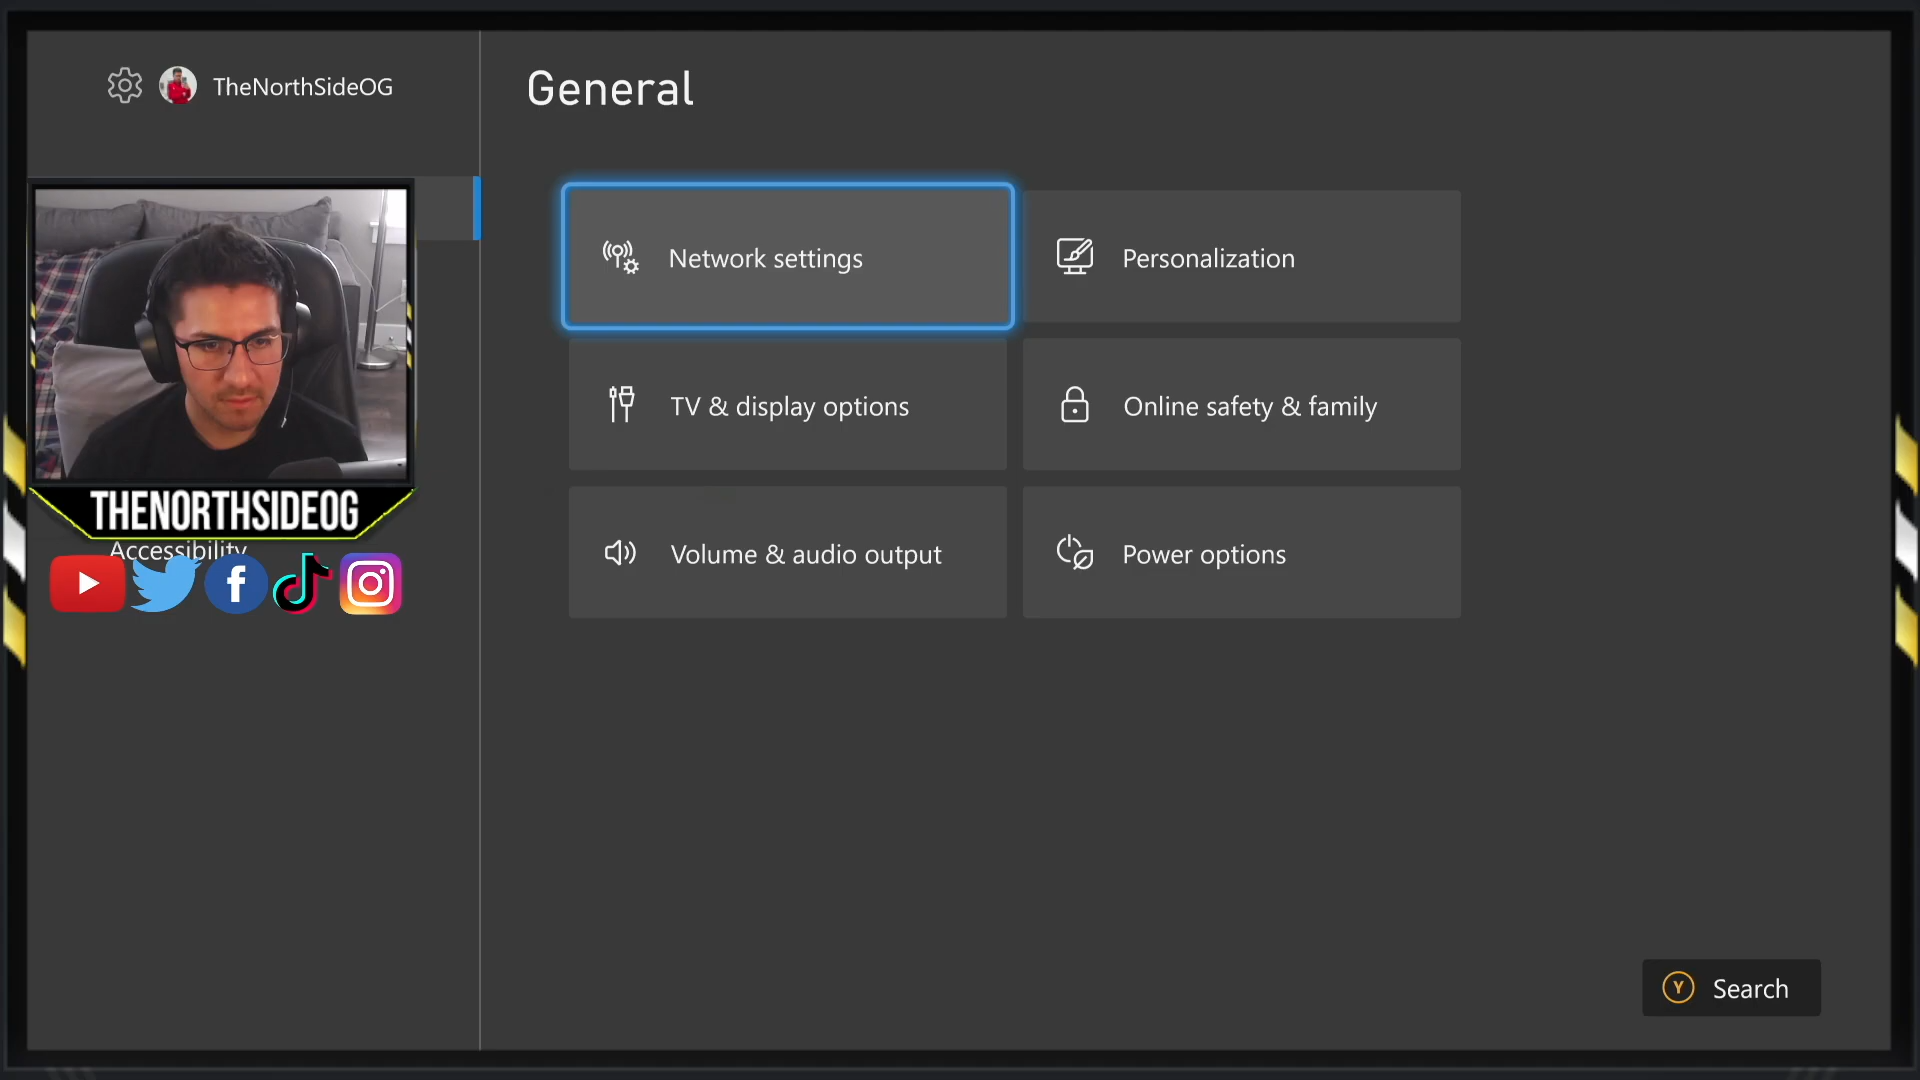 TheNorthSideOG
General
Network settings
Personalization
TV & display options
Online safety & family
THENORTHSIDEOG
Accessibility
Volume & audio output
Power options
Y Search